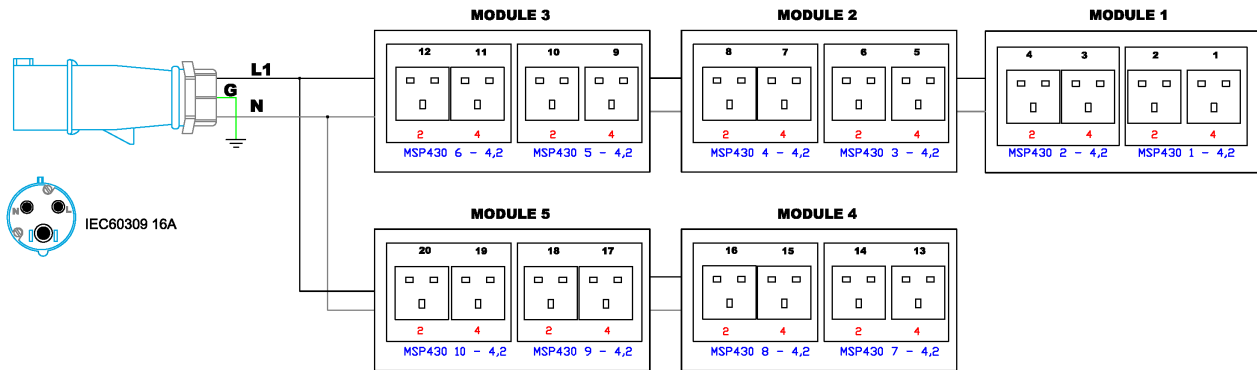 MODULE 3 MODULE 2 MODULE 1
12 11 10 9 8 7 6 5 4 3 2 1
L1
G
N
2 4 2 4 2 4 2 4 2 4 2 4
MSP430 6 - 4,2 MSP430 5 - 4,2 MSP430 4 - 4,2 MSP430 3 - 4,2 MSP430 2 - 4,2 MSP430 1 - 4,2
N L
IEC60309 16A
MODULE 5 MODULE 4
20 19 18 17 16 15 14 13
2 4 2 4 2 4 2 4
MSP430 10 - 4,2 MSP430 9 - 4,2 MSP430 8 - 4,2 MSP430 7 - 4,2